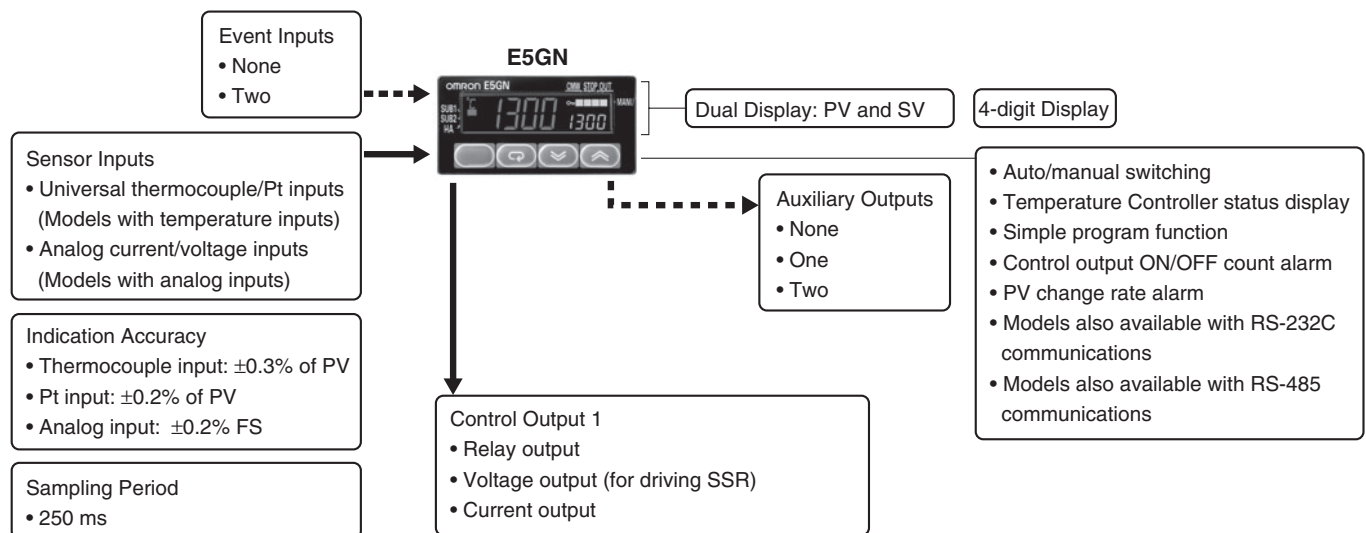 Event Inputs
• None
• Two
E5GN
omron E5GN
CMW STOP OUT
MANU
SUB1
SUB2
HA
°C
1300
1300
Dual Display: PV and SV
4-digit Display
Sensor Inputs
• Universal thermocouple/Pt inputs
(Models with temperature inputs)
• Analog current/voltage inputs
(Models with analog inputs)
Auxiliary Outputs
• None
• One
• Two
• Auto/manual switching
• Temperature Controller status display
• Simple program function
• Control output ON/OFF count alarm
• PV change rate alarm
• Models also available with RS-232C
communications
• Models also available with RS-485
communications
Indication Accuracy
• Thermocouple input: ±0.3% of PV
• Pt input: ±0.2% of PV
• Analog input: ±0.2% FS
Control Output 1
• Relay output
• Voltage output (for driving SSR)
• Current output
Sampling Period
• 250 ms